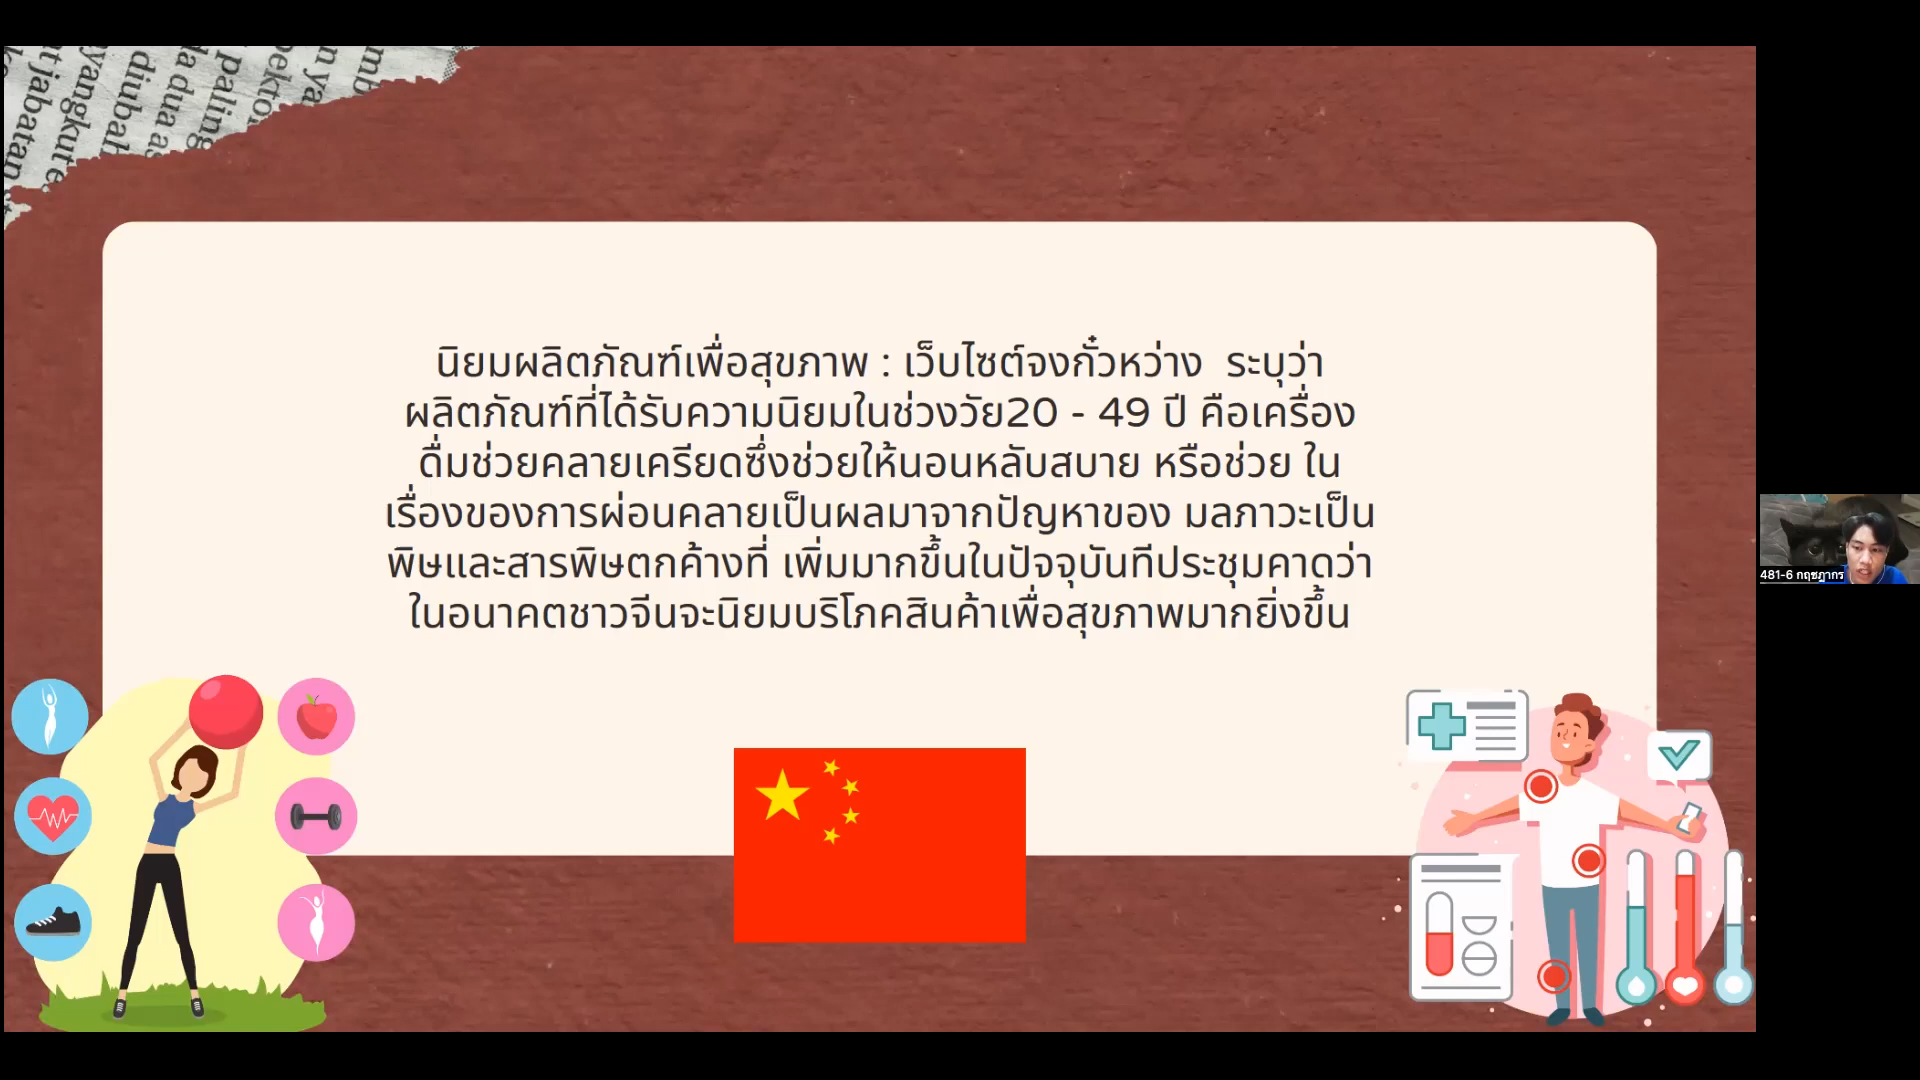 mb
nya
pektor
paling
la dua as
diubah
yangkute
utjabatan
นิยมผลิตภัณฑ์เพื่อสุขภาพ : เว็บไซต์จงกั๋วหว่าง ระบุว่า
ผลิตภัณฑ์ที่ได้รับความนิยมในช่วงวัย20 - 49 ปี คือเครื่อง
ดื่มช่วยคลายเครียดซึ่งช่วยให้นอนหลับสบาย หรือช่วย ใน
เรื่องของการผ่อนคลายเป็นผลมาจากปัญหาของ มลภาวะเป็น
พิษและสารพิษตกค้างที่ เพิ่มมากขึ้นในปัจจุบันทีประชุมคาดว่า
ในอนาคตชาวจีนจะนิยมบริโภคสินค้าเพื่อสุขภาพมากยิ่งขึ้น
481-6 กฤชฎากร